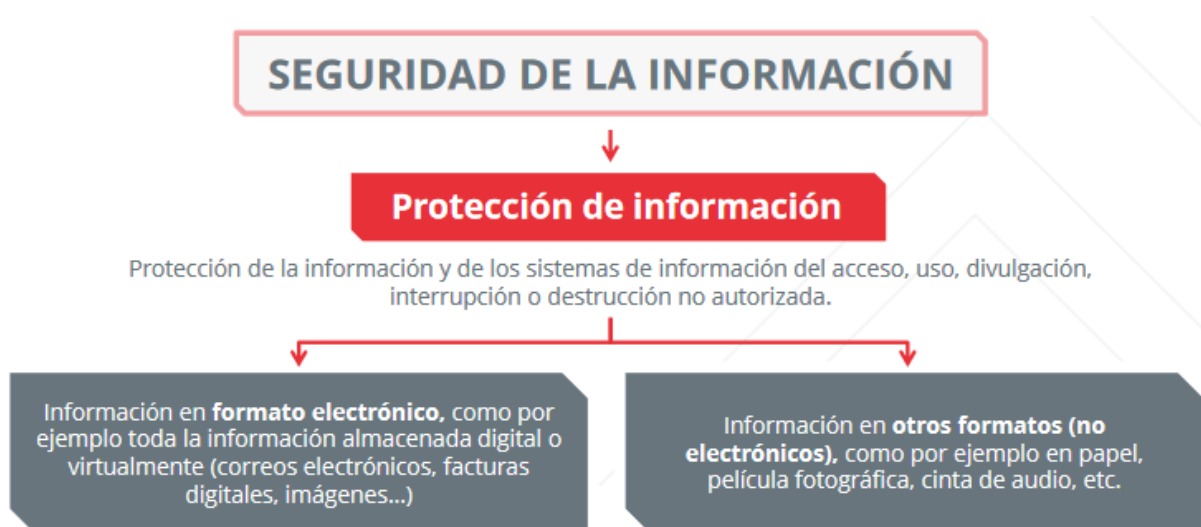 SEGURIDAD DE LA INFORMACIÓN
Protección de información
Protección de la información y de los sistemas de información del acceso, uso, divulgación,
interrupción o destrucción no autorizada.
Información en formato electrónico, como por
ejemplo toda la información almacenada digital o
virtualmente (correos electrónicos, facturas
digitales, imágenes...)
Información en otros formatos (no
electrónicos), como por ejemplo en papel,
película fotográfica, cinta de audio, etc.